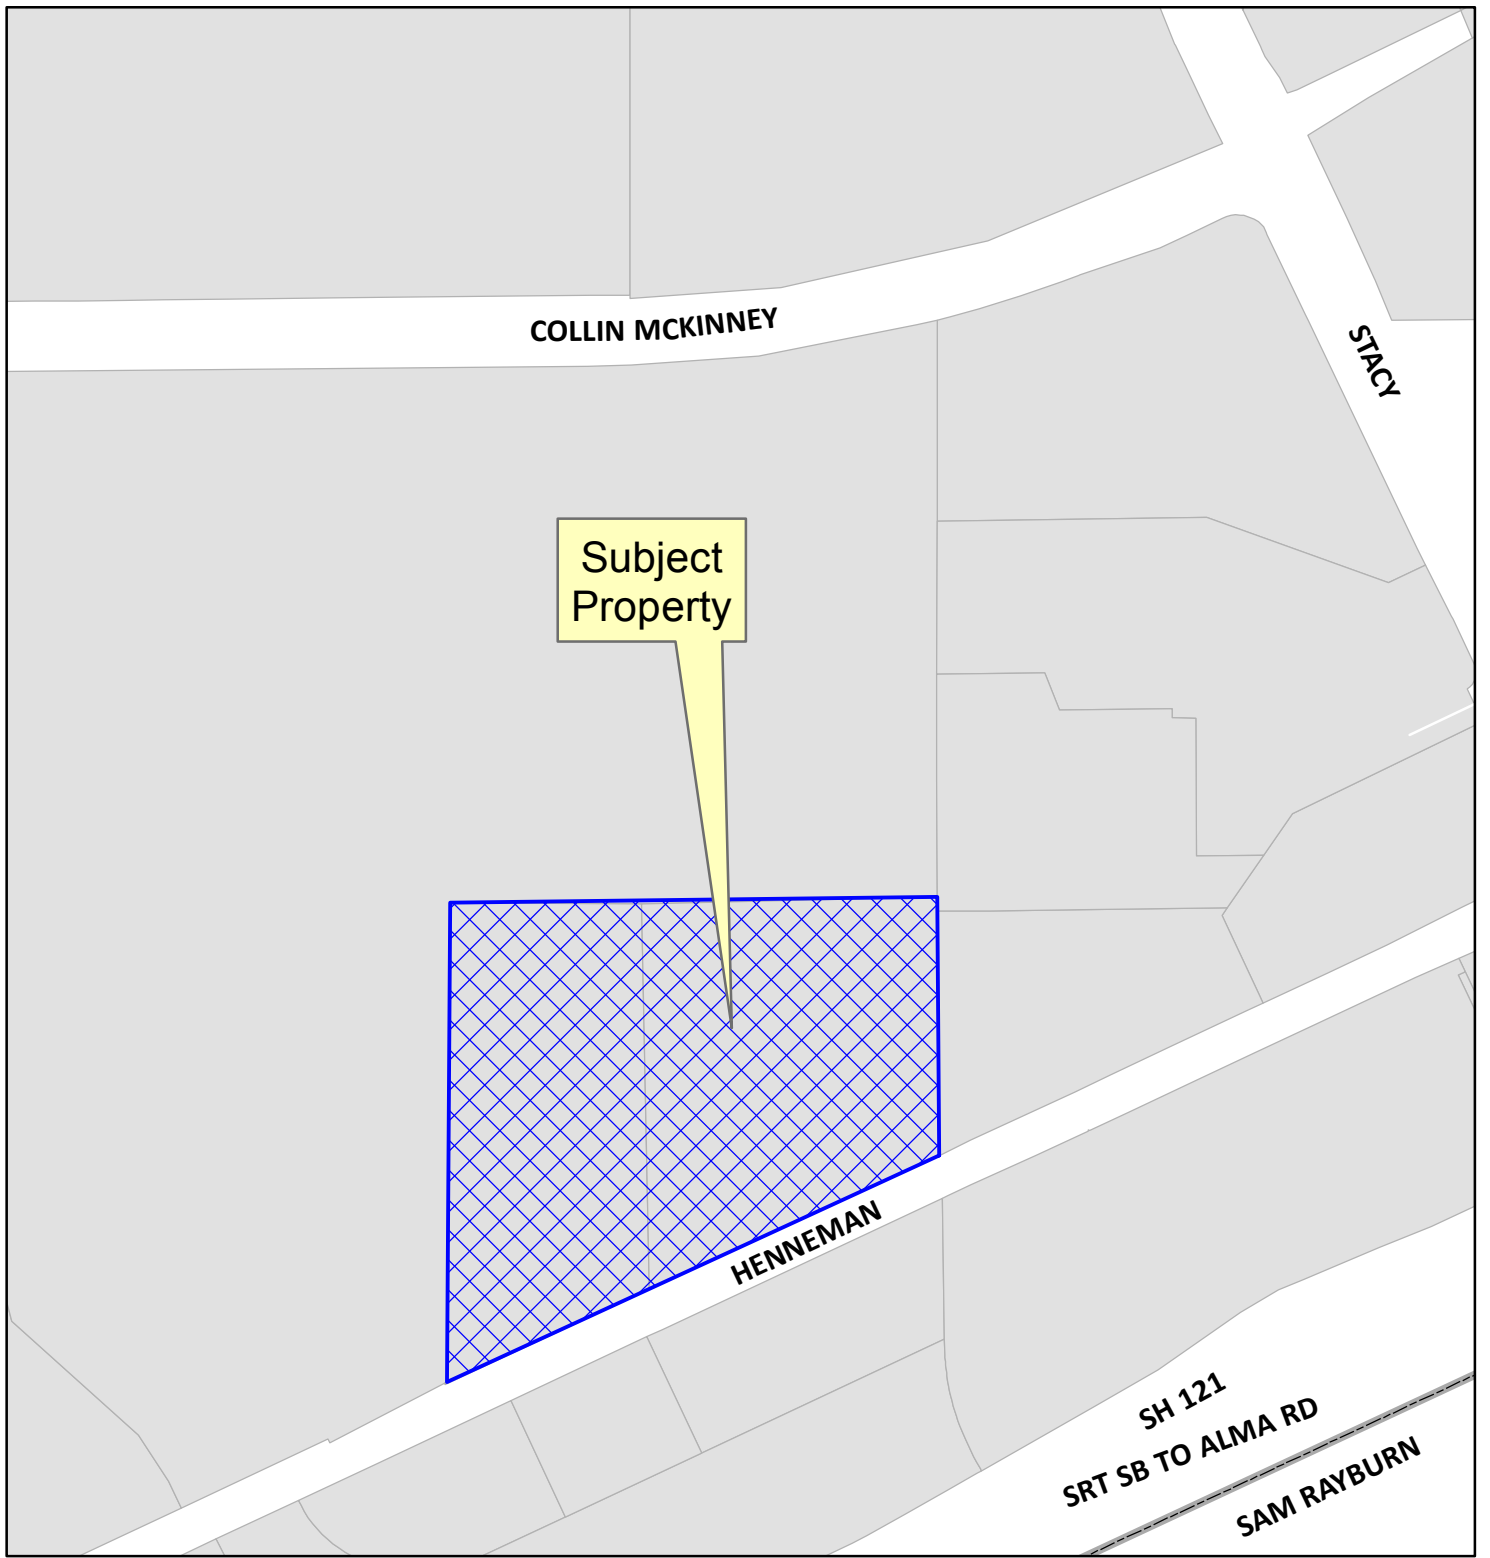 COLLIN MCKINNEY
STACY
Subject
Property
HENNEMAN
SH 121
SRT SB TO ALMA RD
SAM RAYBURN